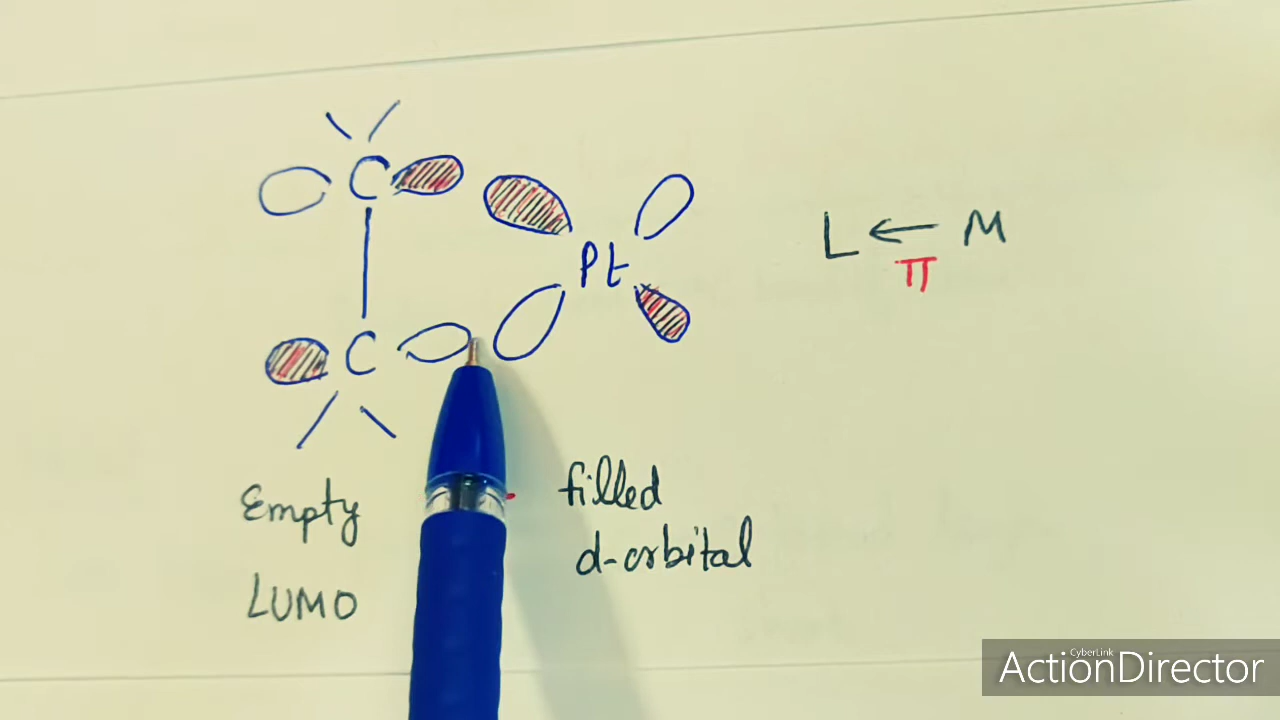 C
Pt
C
L ← M
π
Empty
LUMO
filled
d-orbital
CyberLink
ActionDirector